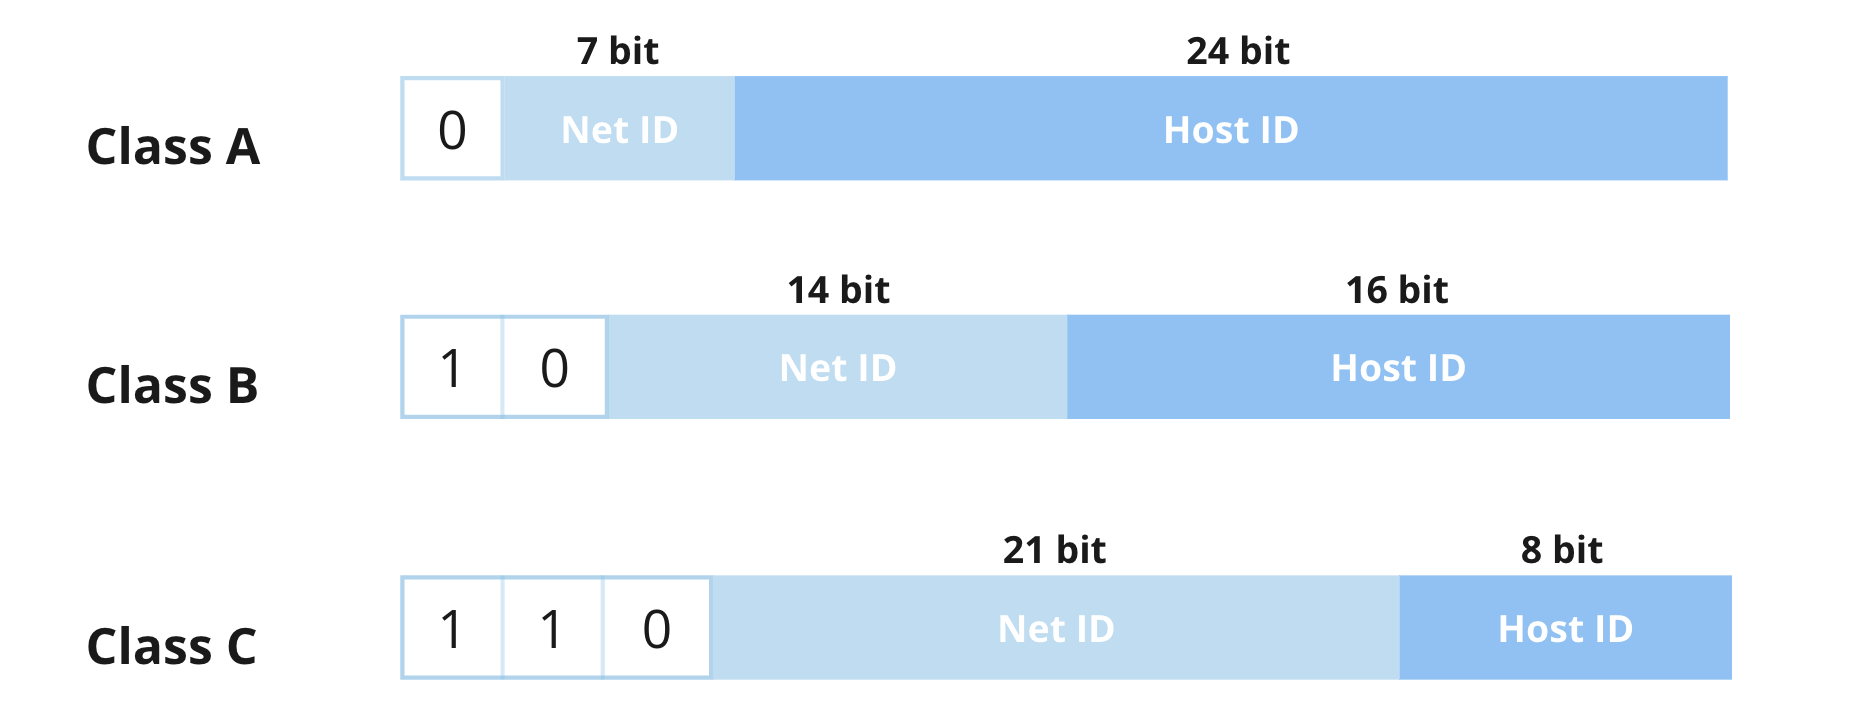 7 bit 24 bit
Class A 0 Net ID Host ID
14 bit 16 bit
Class B 1 0 Net ID Host ID
21 bit 8 bit
Class C 1 1 0 Net ID Host ID